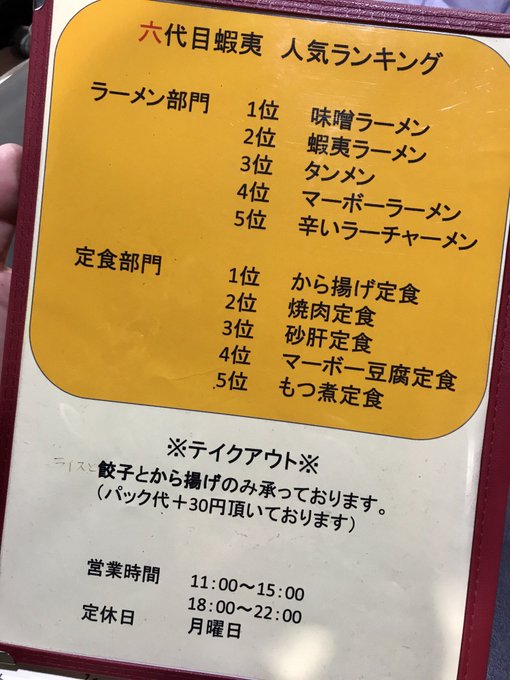 六代目蝦夷 人気ランキング
ラーメン部門 1位 味噌ラーメン
2位 蝦夷ラーメン
3位 タンメン
4位 マーボーラーメン
5位 辛いラーチャーメン
定食部門 1位 から揚げ定食
2位 焼肉定食
3位 砂肝定食
4位 マーボー豆腐定食
5位 もつ煮定食
※テイクアウト※
ライスと餃子とから揚げのみ承っております。
（パック代＋30円頂いております）
営業時間 11：00～15：00
18：00～22：00
定休日 月曜日